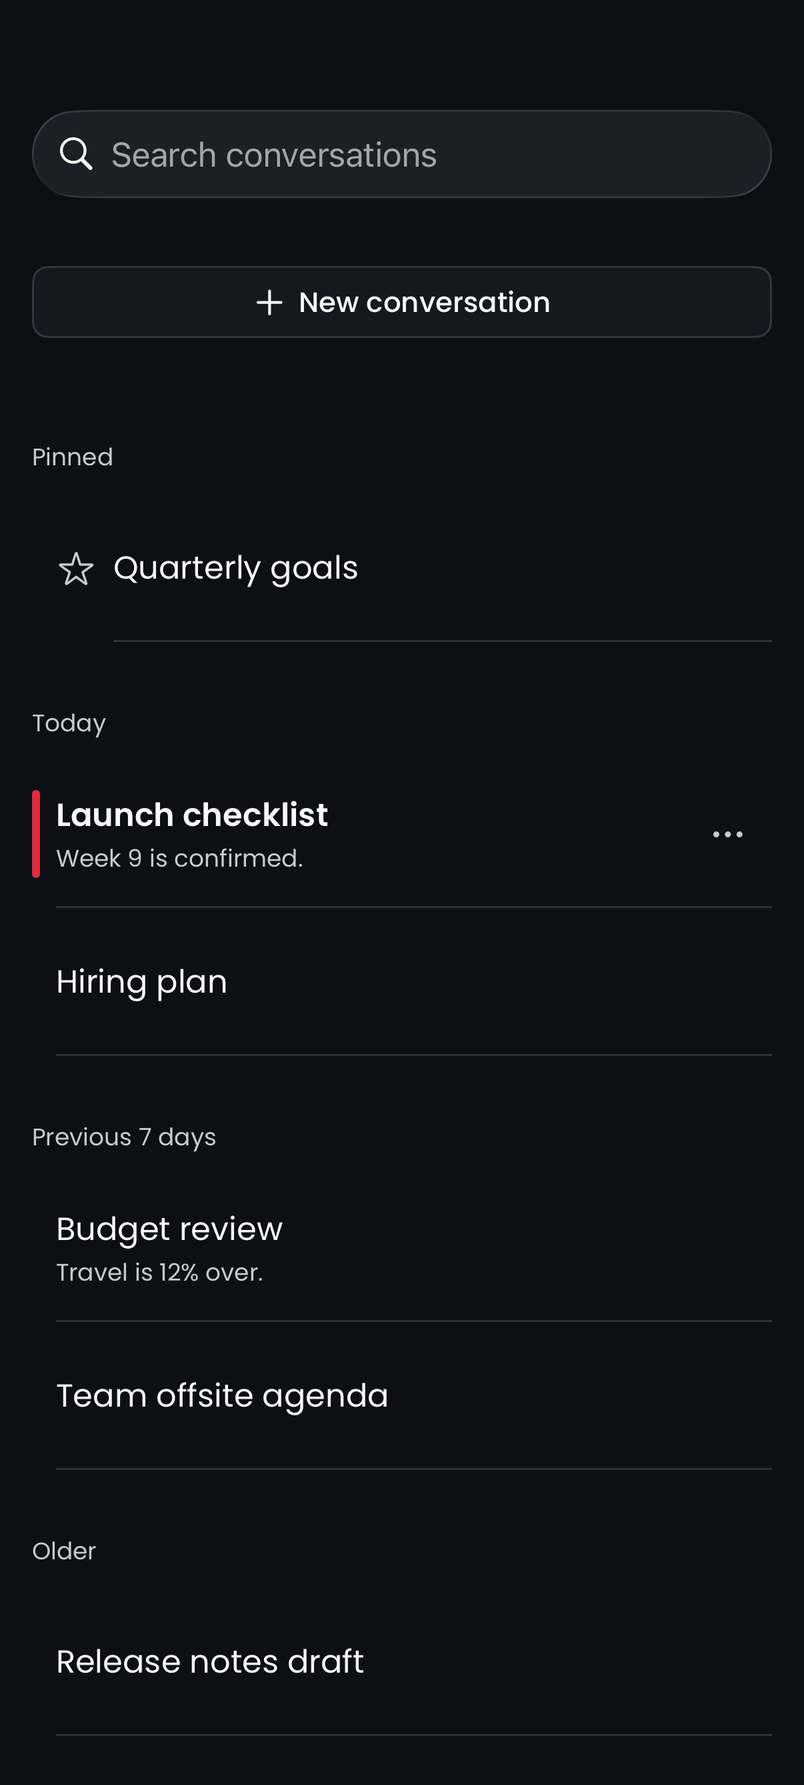 Search conversations
New conversation
Pinned
Quarterly goals
Today
Launch checklist
Week 9 is confirmed.
Hiring plan
Previous 7 days
Budget review
Travel is 12% over.
Team offsite agenda
Older
Release notes draft